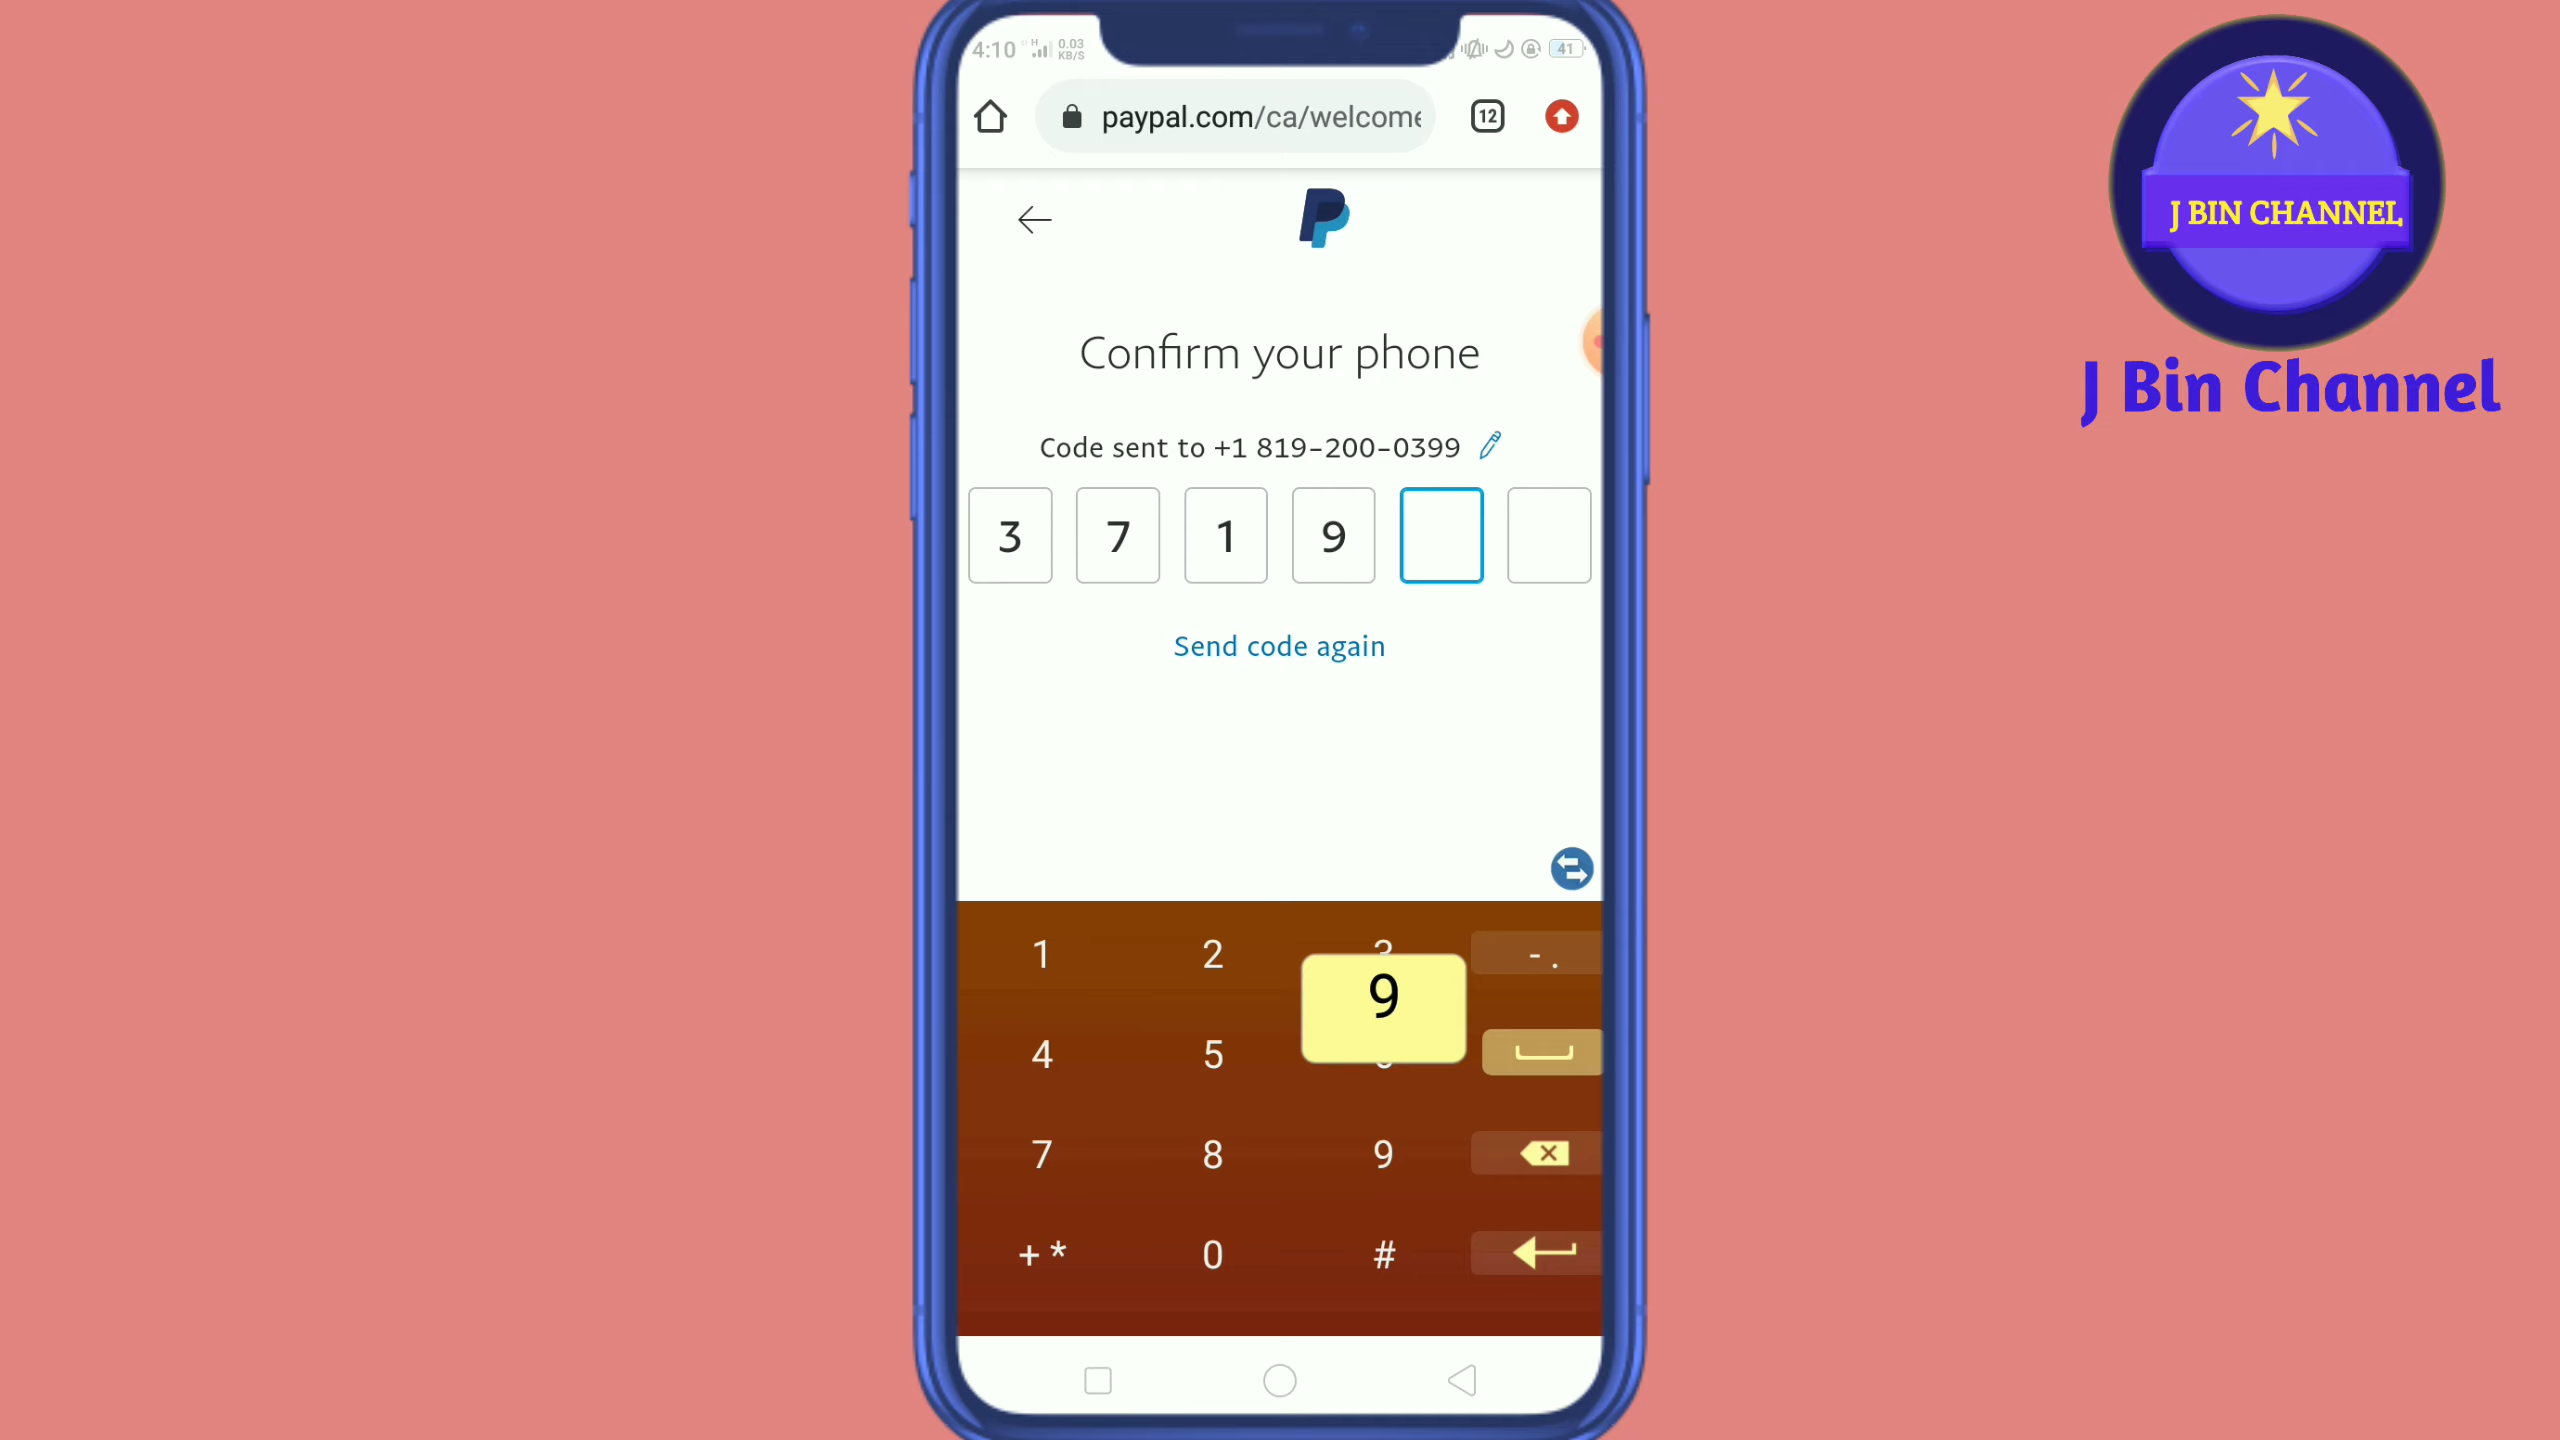 4:10 H 0.03 KB/S 41
paypal.com/ca/welcome
12
J BIN CHANNEL
J Bin Channel
Confirm your phone
Code sent to +1 819-200-0399
3 7 1 9
Send code again
1 2 3 - .
9
4 5
7 8 9
+ * 0 #